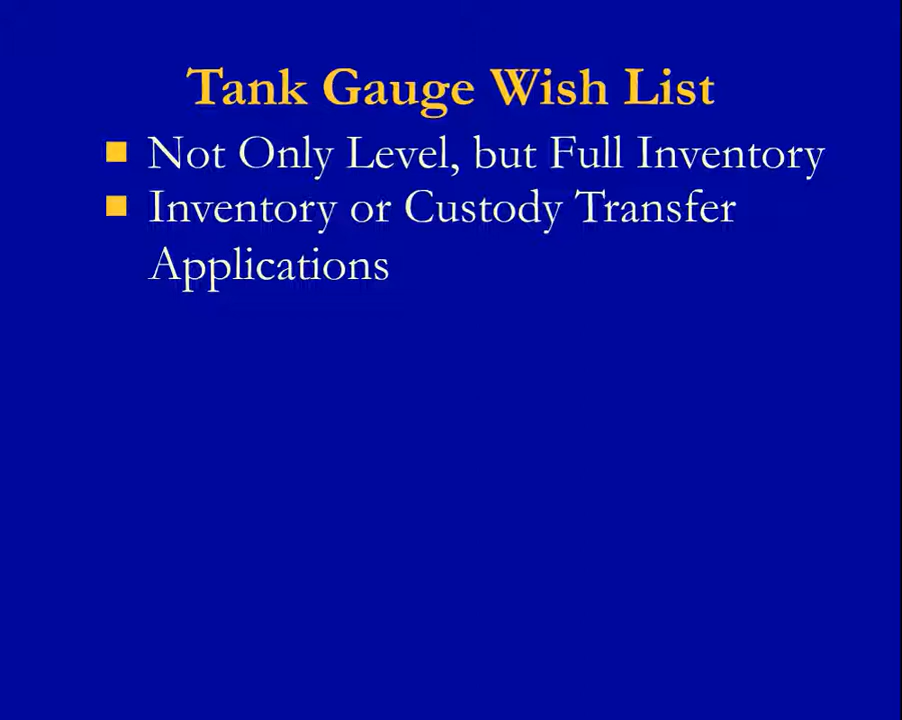 Tank Gauge Wish List
Not Only Level, but Full Inventory
Inventory or Custody Transfer
Applications